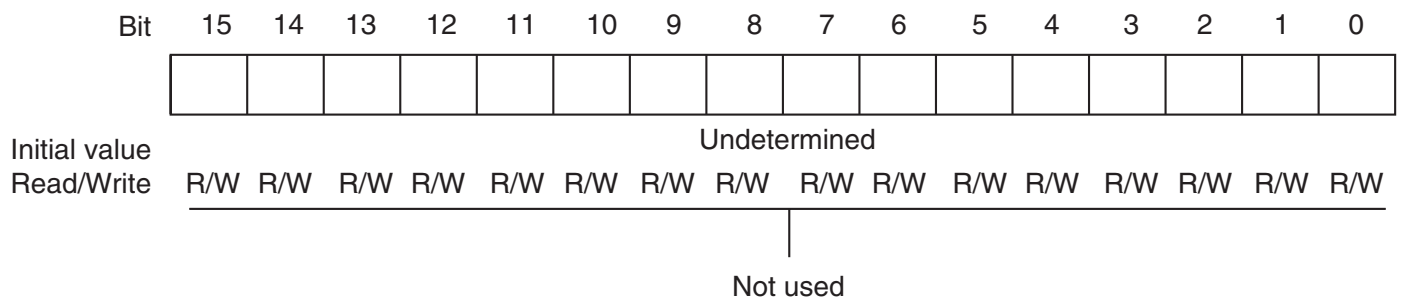 Bit 15 14 13 12 11 10 9 8 7 6 5 4 3 2 1 0
Undetermined
Initial value
Read/Write R/W R/W R/W R/W R/W R/W R/W R/W R/W R/W R/W R/W R/W R/W R/W R/W
Not used